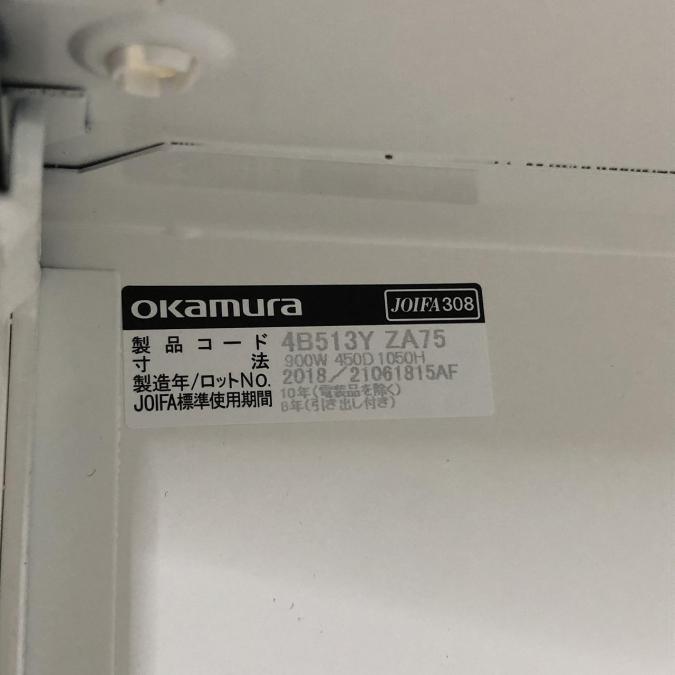 okamura JOIFA308
製品コード 4B513Y ZA75
寸法 900W 450D 1050H
製造年/ロットNo. 2018/21061815AF
JOIFA標準使用期間 10年(電装品を除く)
8年(引き出し付き)